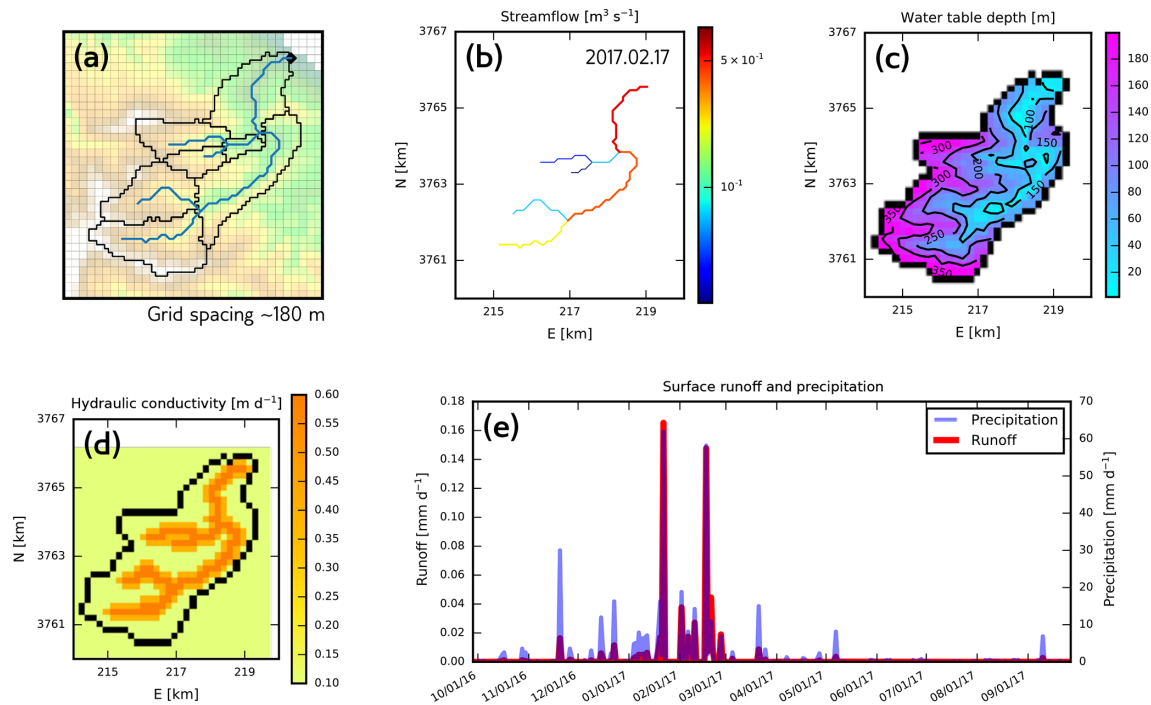 (a)
Grid spacing ~180 m
Streamflow [m³ s⁻¹]
(b)
2017.02.17
3767
3765
3763
3761
N [km]
215 217 219
E [km]
5 × 10⁻¹
10⁻¹
Water table depth [m]
(c)
3767
3765
3763
3761
N [km]
215 217 219
E [km]
100
150
300
200
300
150
350
250
350
180
160
140
120
100
80
60
40
20
Hydraulic conductivity [m d⁻¹]
(d)
3767
3765
3763
3761
N [km]
215 217 219
E [km]
0.60
0.55
0.50
0.45
0.40
0.35
0.30
0.25
0.20
0.15
0.10
Surface runoff and precipitation
(e)
Precipitation
Runoff
0.18
0.16
0.14
0.12
0.10
0.08
0.06
0.04
0.02
0.00
Runoff [mm d⁻¹]
70
60
50
40
30
20
10
0
Precipitation [mm d⁻¹]
10/01/16 11/01/16 12/01/16 01/01/17 02/01/17 03/01/17 04/01/17 05/01/17 06/01/17 07/01/17 08/01/17 09/01/17